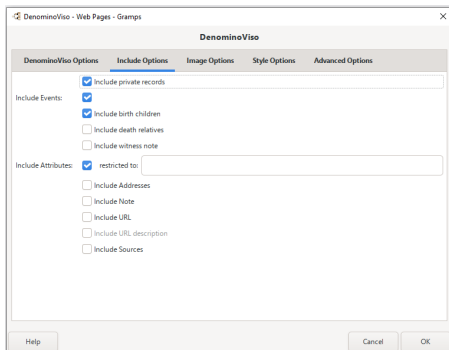 DenominoViso - Web Pages - Gramps
DenominoViso
DenominoViso Options Include Options Image Options Style Options Advanced Options
Include private records
Include Events:
Include birth children
Include death relatives
Include witness note
Include Attributes: restricted to:
Include Addresses
Include Note
Include URL
Include URL description
Include Sources
Help Cancel OK